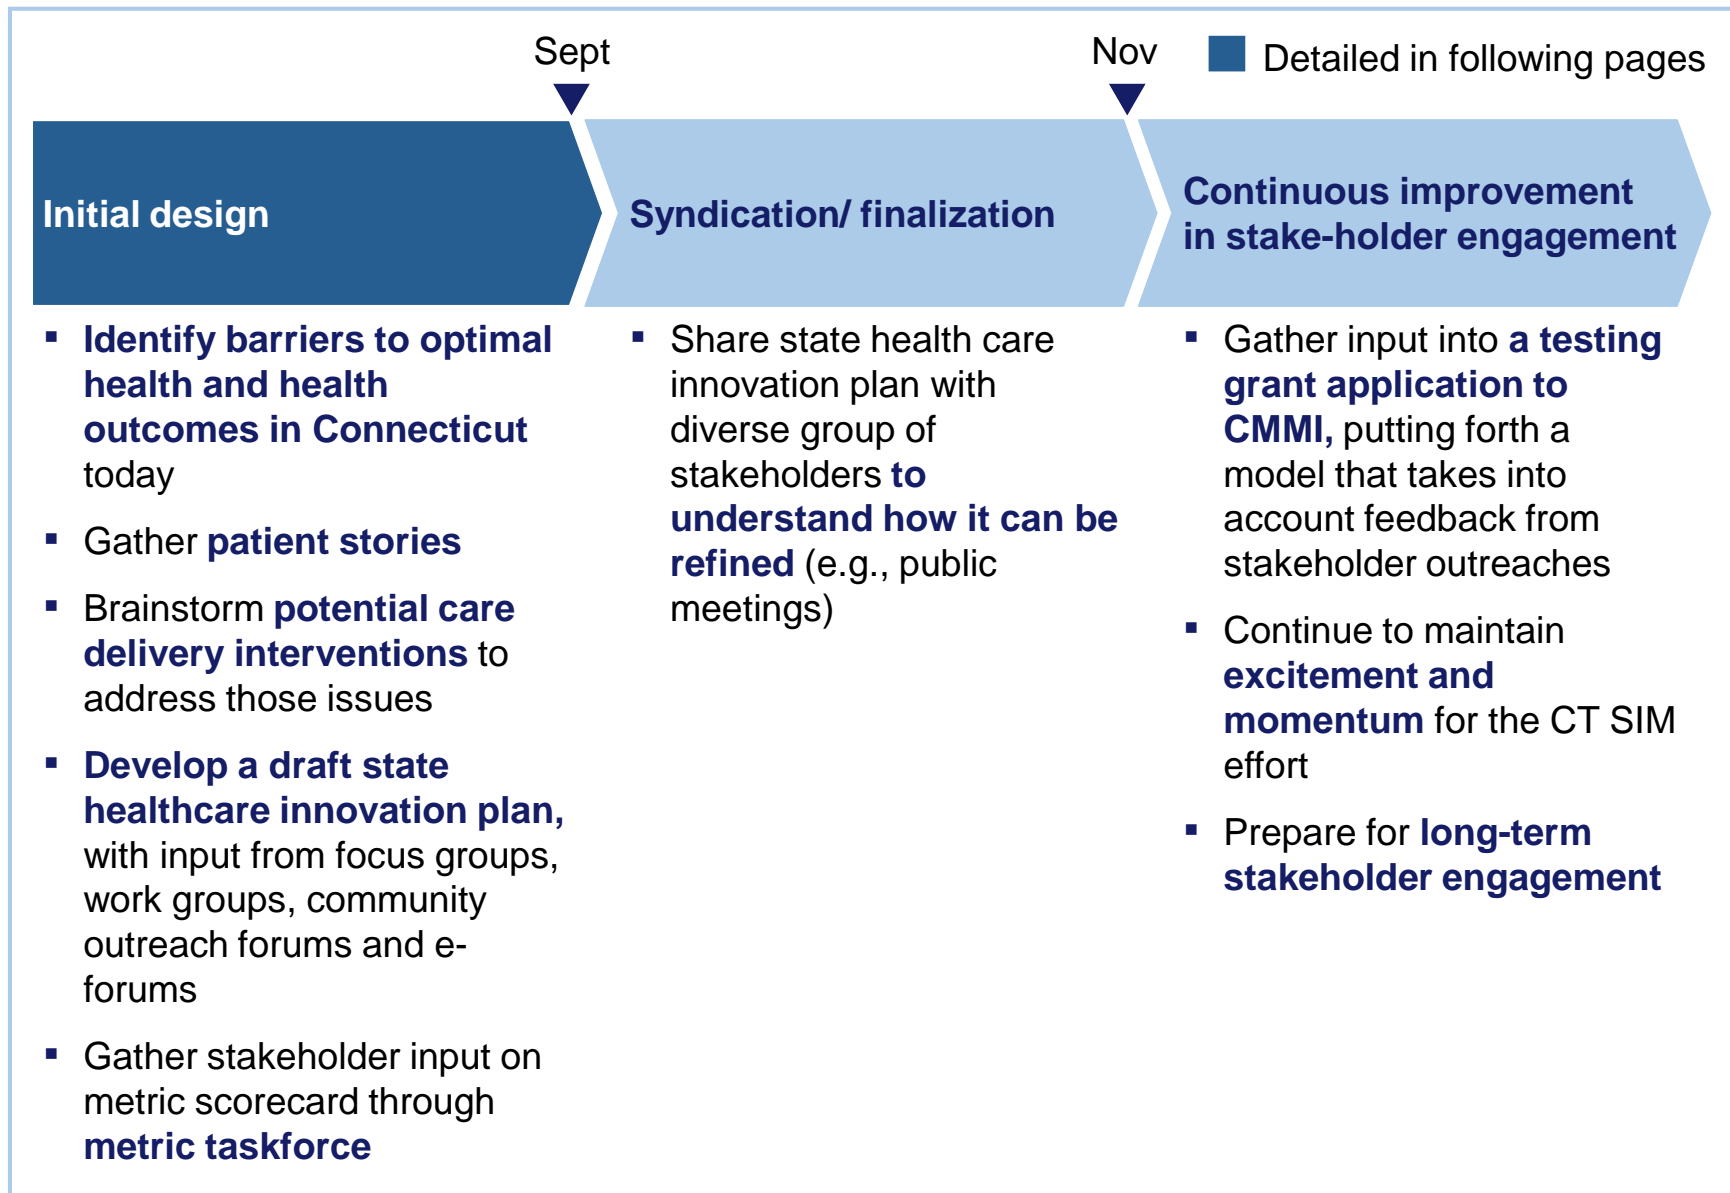 Sept
Nov
Detailed in following pages
Initial design
Syndication/ finalization
Continuous improvement
in stake-holder engagement
▪ Identify barriers to optimal
health and health
outcomes in Connecticut
today
▪ Gather patient stories
▪ Brainstorm potential care
delivery interventions to
address those issues
▪ Develop a draft state
healthcare innovation plan,
with input from focus groups,
work groups, community
outreach forums and e-
forums
▪ Gather stakeholder input on
metric scorecard through
metric taskforce
▪ Share state health care
innovation plan with
diverse group of
stakeholders to
understand how it can be
refined (e.g., public
meetings)
▪ Gather input into a testing
grant application to
CMMI, putting forth a
model that takes into
account feedback from
stakeholder outreaches
▪ Continue to maintain
excitement and
momentum for the CT SIM
effort
▪ Prepare for long-term
stakeholder engagement